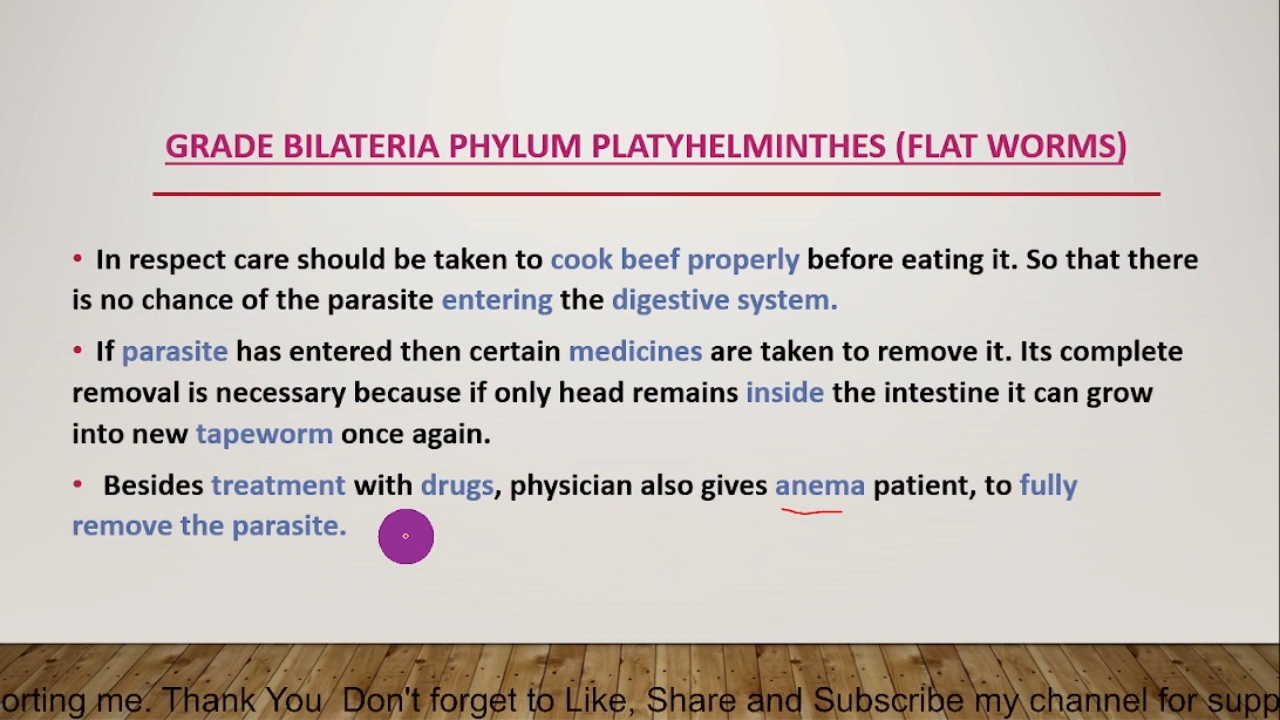 GRADE BILATERIA PHYLUM PLATYHELMINTHES (FLAT WORMS)
• In respect care should be taken to cook beef properly before eating it. So that there
is no chance of the parasite entering the digestive system.
• If parasite has entered then certain medicines are taken to remove it. Its complete
removal is necessary because if only head remains inside the intestine it can grow
into new tapeworm once again.
• Besides treatment with drugs, physician also gives anema patient, to fully
remove the parasite.
orting me. Thank You Don't forget to Like, Share and Subscribe my channel for supp